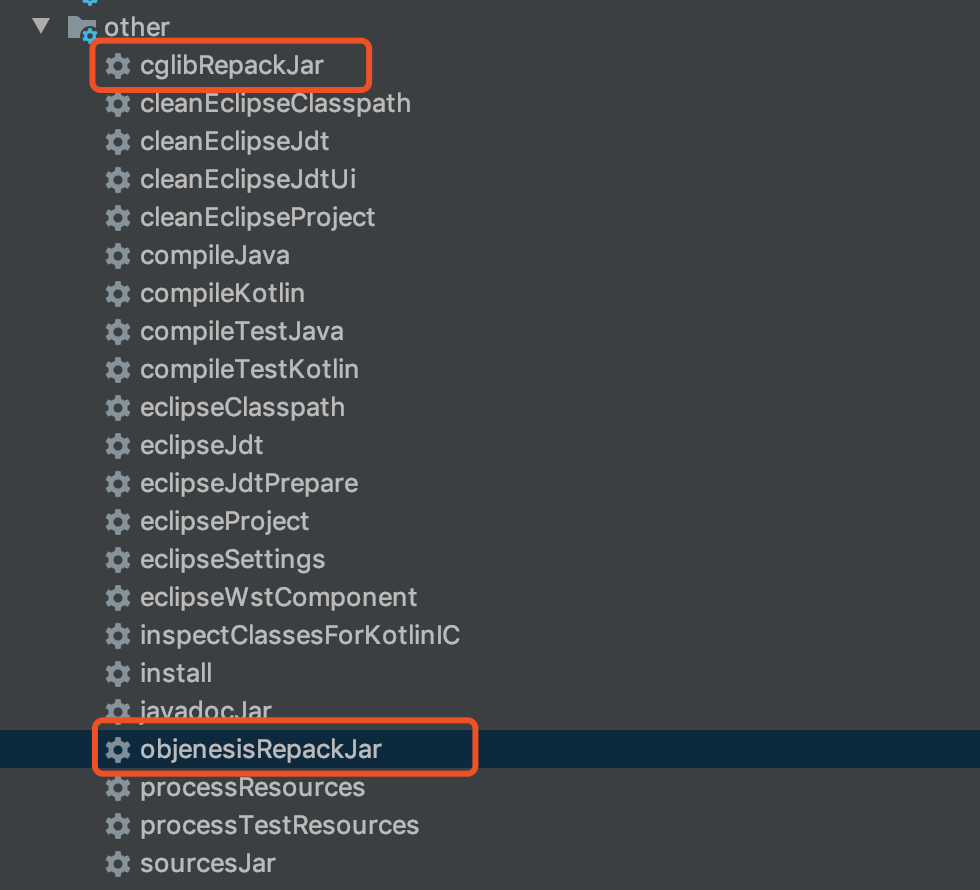 other
cglibRepackJar
cleanEclipseClasspath
cleanEclipseJdt
cleanEclipseJdtUi
cleanEclipseProject
compileJava
compileKotlin
compileTestJava
compileTestKotlin
eclipseClasspath
eclipseJdt
eclipseJdtPrepare
eclipseProject
eclipseSettings
eclipseWstComponent
inspectClassesForKotlinIC
install
javadocJar
objenesisRepackJar
processResources
processTestResources
sourcesJar